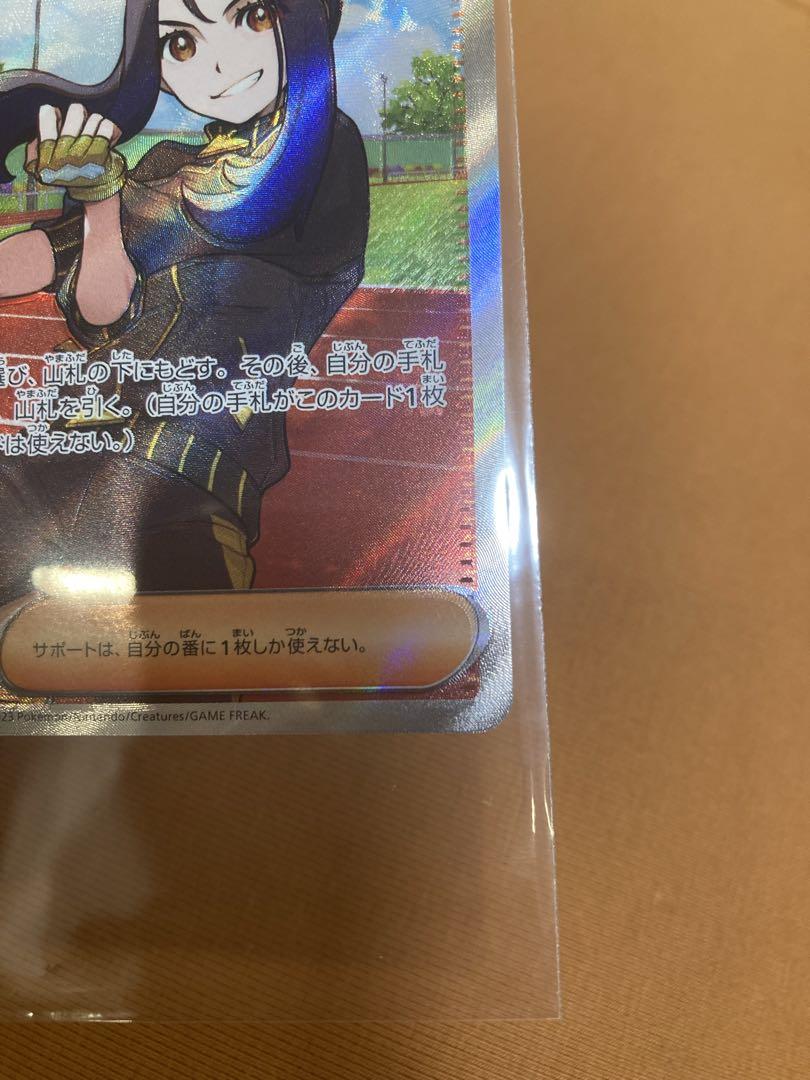 び、山札の下にもどす。その後、自分の手札
山札を引く。（自分の手札がこのカード1枚
は使えない。）
サポートは、自分の番に1枚しか使えない。
23 Pokémon/Nintendo/Creatures/GAME FREAK.